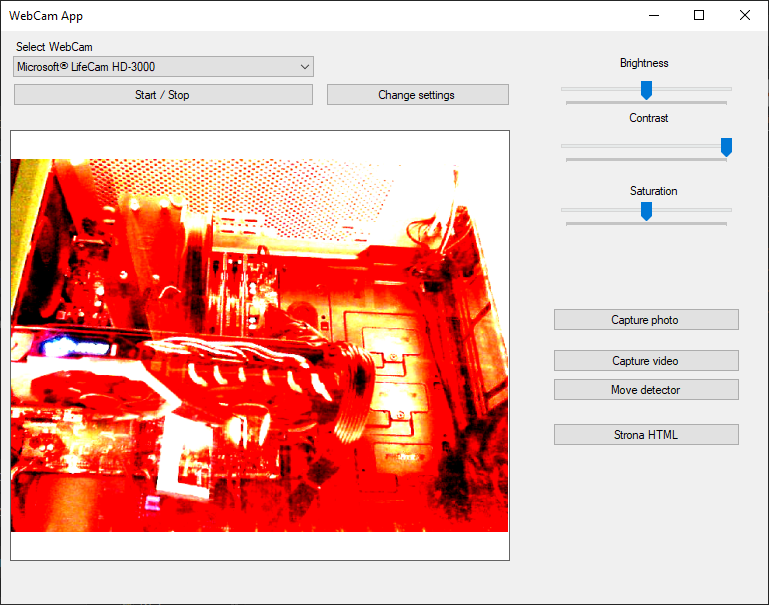 WebCam App
Select WebCam
Microsoft® LifeCam HD-3000
Start / Stop
Change settings
Brightness
Contrast
Saturation
Capture photo
Capture video
Move detector
Strona HTML